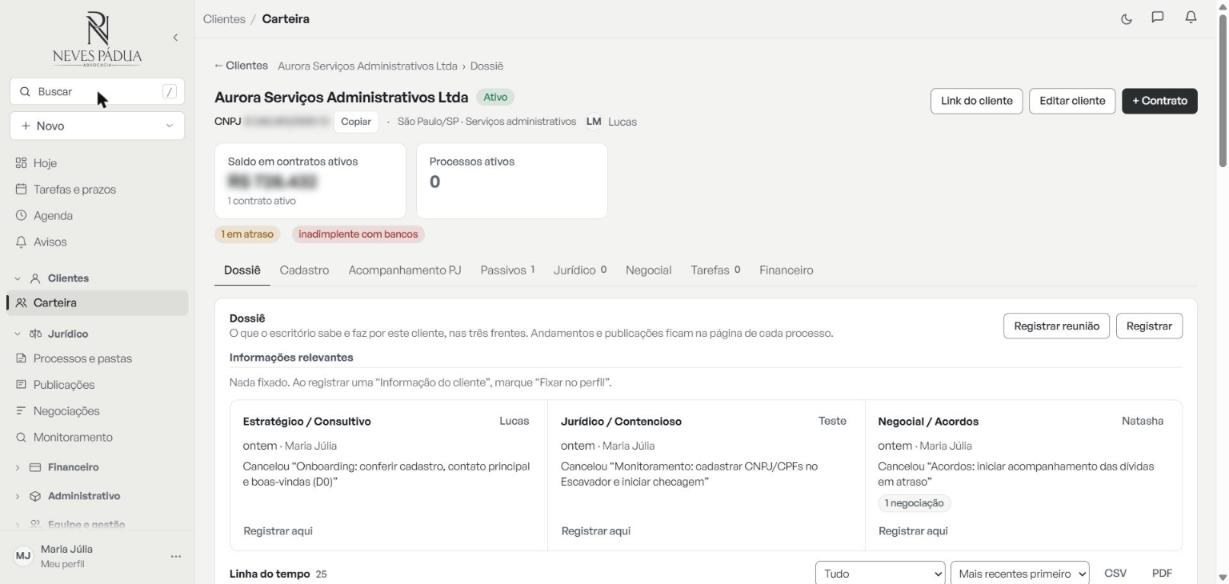 NEVES PÁDUA
ADVOCACIA
Buscar /
+ Novo
Hoje
Tarefas e prazos
Agenda
Avisos
Clientes
Carteira
Jurídico
Processos e pastas
Publicações
Negociações
Monitoramento
Financeiro
Administrativo
Equipe e gestão
MJ Maria Júlia
Meu perfil
...
Clientes / Carteira
← Clientes Aurora Serviços Administrativos Ltda › Dossiê
Aurora Serviços Administrativos Ltda Ativo
CNPJ Copiar · São Paulo/SP · Serviços administrativos LM Lucas
Link do cliente Editar cliente + Contrato
Saldo em contratos ativos
1 contrato ativo
Processos ativos
0
1 em atraso inadimplente com bancos
Dossiê Cadastro Acompanhamento PJ Passivos 1 Jurídico 0 Negocial Tarefas 0 Financeiro
Dossiê
O que o escritório sabe e faz por este cliente, nas três frentes. Andamentos e publicações ficam na página de cada processo.
Registrar reunião Registrar
Informações relevantes
Nada fixado. Ao registrar uma “Informação do cliente”, marque “Fixar no perfil”.
Estratégico / Consultivo Lucas
ontem · Maria Júlia
Cancelou “Onboarding: conferir cadastro, contato principal
e boas-vindas (D0)”
Registrar aqui
Jurídico / Contencioso Teste
ontem · Maria Júlia
Cancelou “Monitoramento: cadastrar CNPJ/CPFs no
Escavador e iniciar checagem”
Registrar aqui
Negocial / Acordos Natasha
ontem · Maria Júlia
Cancelou “Acordos: iniciar acompanhamento das dívidas
em atraso”
1 negociação
Registrar aqui
Linha do tempo 25
Tudo Mais recentes primeiro CSV PDF